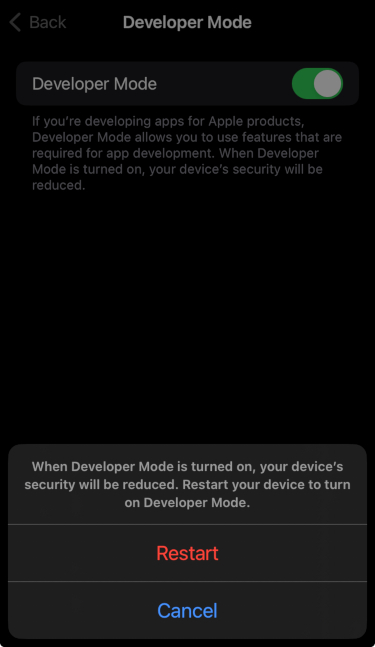 Back
Developer Mode
Developer Mode
If you're developing apps for Apple products,
Developer Mode allows you to use features that are
required for app development. When Developer
Mode is turned on, your device's security will be
reduced.
When Developer Mode is turned on, your device's
security will be reduced. Restart your device to turn
on Developer Mode.
Restart
Cancel